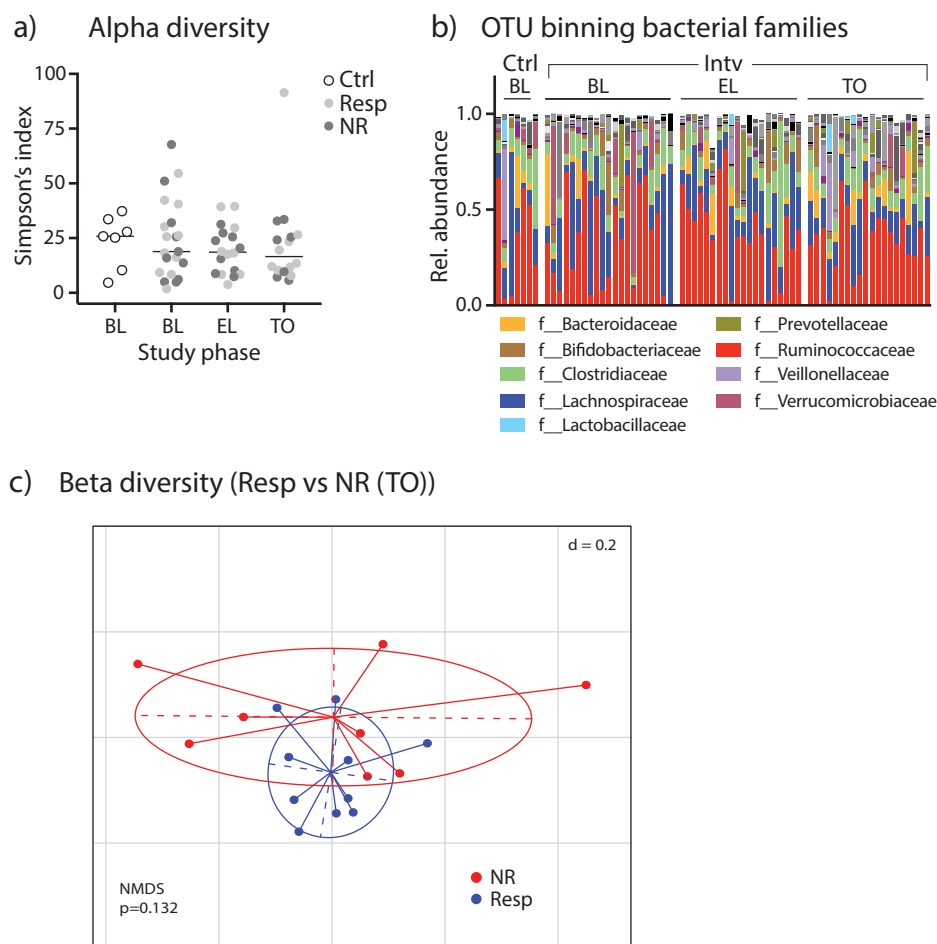 a) Alpha diversity
100
75
50
25
0
Simpson's index
Ctrl
Resp
NR
BL BL EL TO
Study phase
b) OTU binning bacterial families
Ctrl Intv
BL BL EL TO
1.0
0.5
0.0
Rel. abundance
f__Bacteroidaceae f__Prevotellaceae
f__Bifidobacteriaceae f__Ruminococcaceae
f__Clostridiaceae f__Veillonellaceae
f__Lachnospiraceae f__Verrucomicrobiaceae
f__Lactobacillaceae
c) Beta diversity (Resp vs NR (TO))
d = 0.2
NMDS
p=0.132
NR
Resp